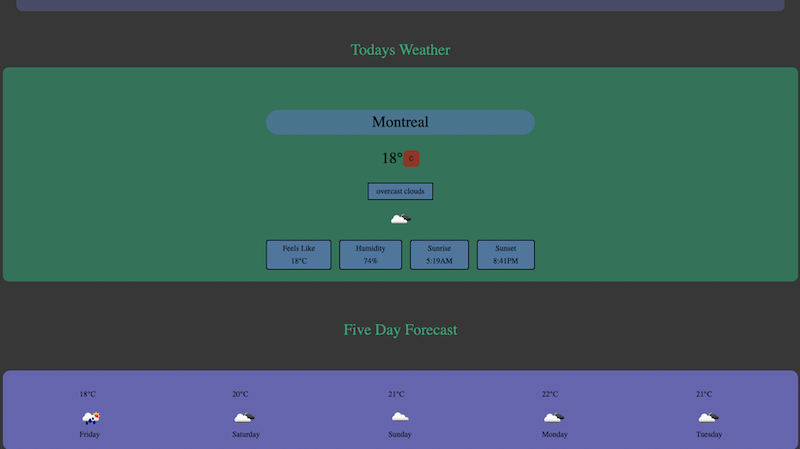 Todays Weather
Montreal
18° C
overcast clouds
Feels Like Humidity Sunrise Sunset
18°C 74% 5:19AM 8:41PM
Five Day Forecast
18°C 20°C 21°C 22°C 21°C
Friday Saturday Sunday Monday Tuesday